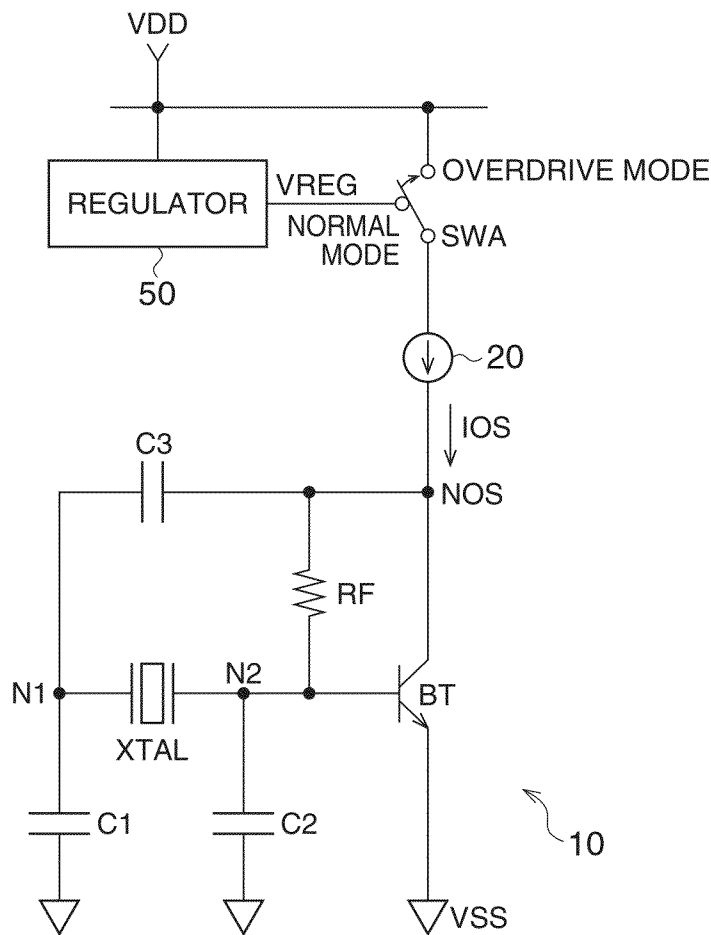 VDD
REGULATOR
VREG
OVERDRIVE MODE
NORMAL
MODE
SWA
50
20
IOS
C3
NOS
RF
N1
N2
BT
XTAL
C1
C2
10
VSS